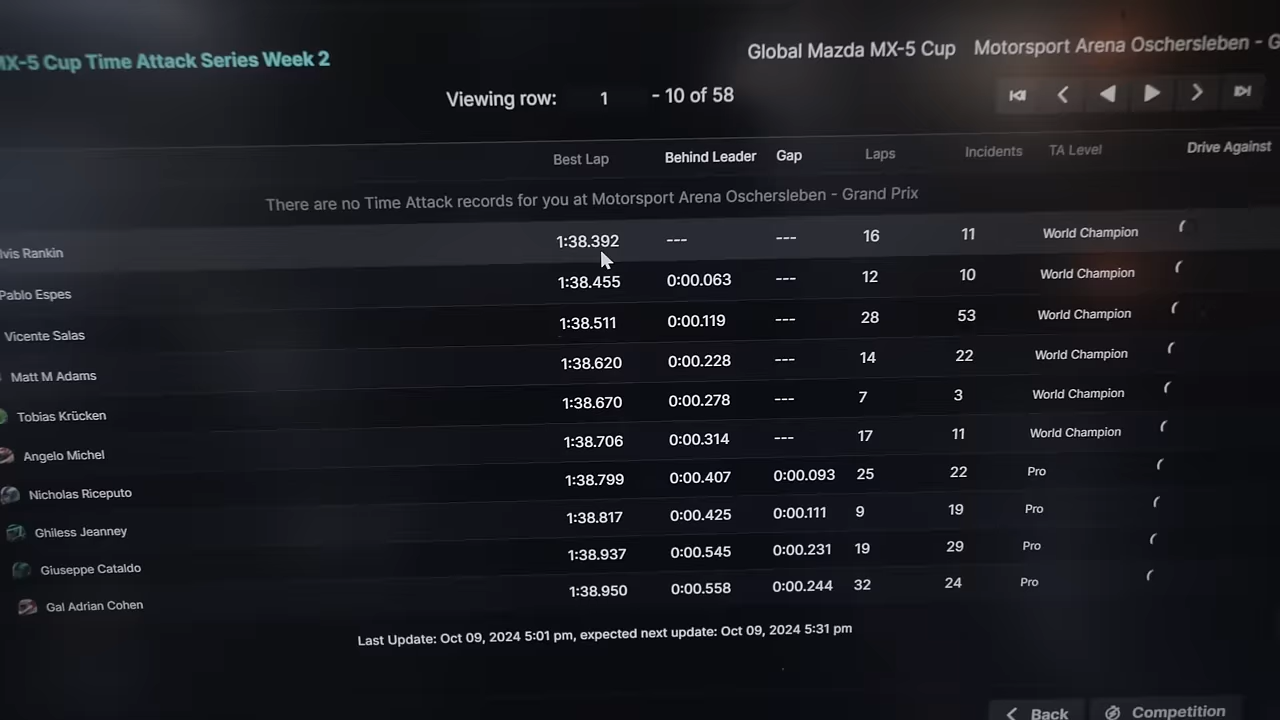 MX-5 Cup Time Attack Series Week 2
Global Mazda MX-5 Cup Motorsport Arena Oschersleben - G
Viewing row: 1 - 10 of 58
Best Lap Behind Leader Gap Laps Incidents TA Level Drive Against
There are no Time Attack records for you at Motorsport Arena Oschersleben - Grand Prix
lvis Rankin 1:38.392 --- --- 16 11 World Champion
Pablo Espes 1:38.455 0:00.063 --- 12 10 World Champion
Vicente Salas 1:38.511 0:00.119 --- 28 53 World Champion
Matt M Adams 1:38.620 0:00.228 --- 14 22 World Champion
Tobias Krücken 1:38.670 0:00.278 --- 7 3 World Champion
Angelo Michel 1:38.706 0:00.314 --- 17 11 World Champion
Nicholas Riceputo 1:38.799 0:00.407 0:00.093 25 22 Pro
Ghiless Jeanney 1:38.817 0:00.425 0:00.111 9 19 Pro
Giuseppe Cataldo 1:38.937 0:00.545 0:00.231 19 29 Pro
Gal Adrian Cohen 1:38.950 0:00.558 0:00.244 32 24 Pro
Last Update: Oct 09, 2024 5:01 pm, expected next update: Oct 09, 2024 5:31 pm
Back Competition